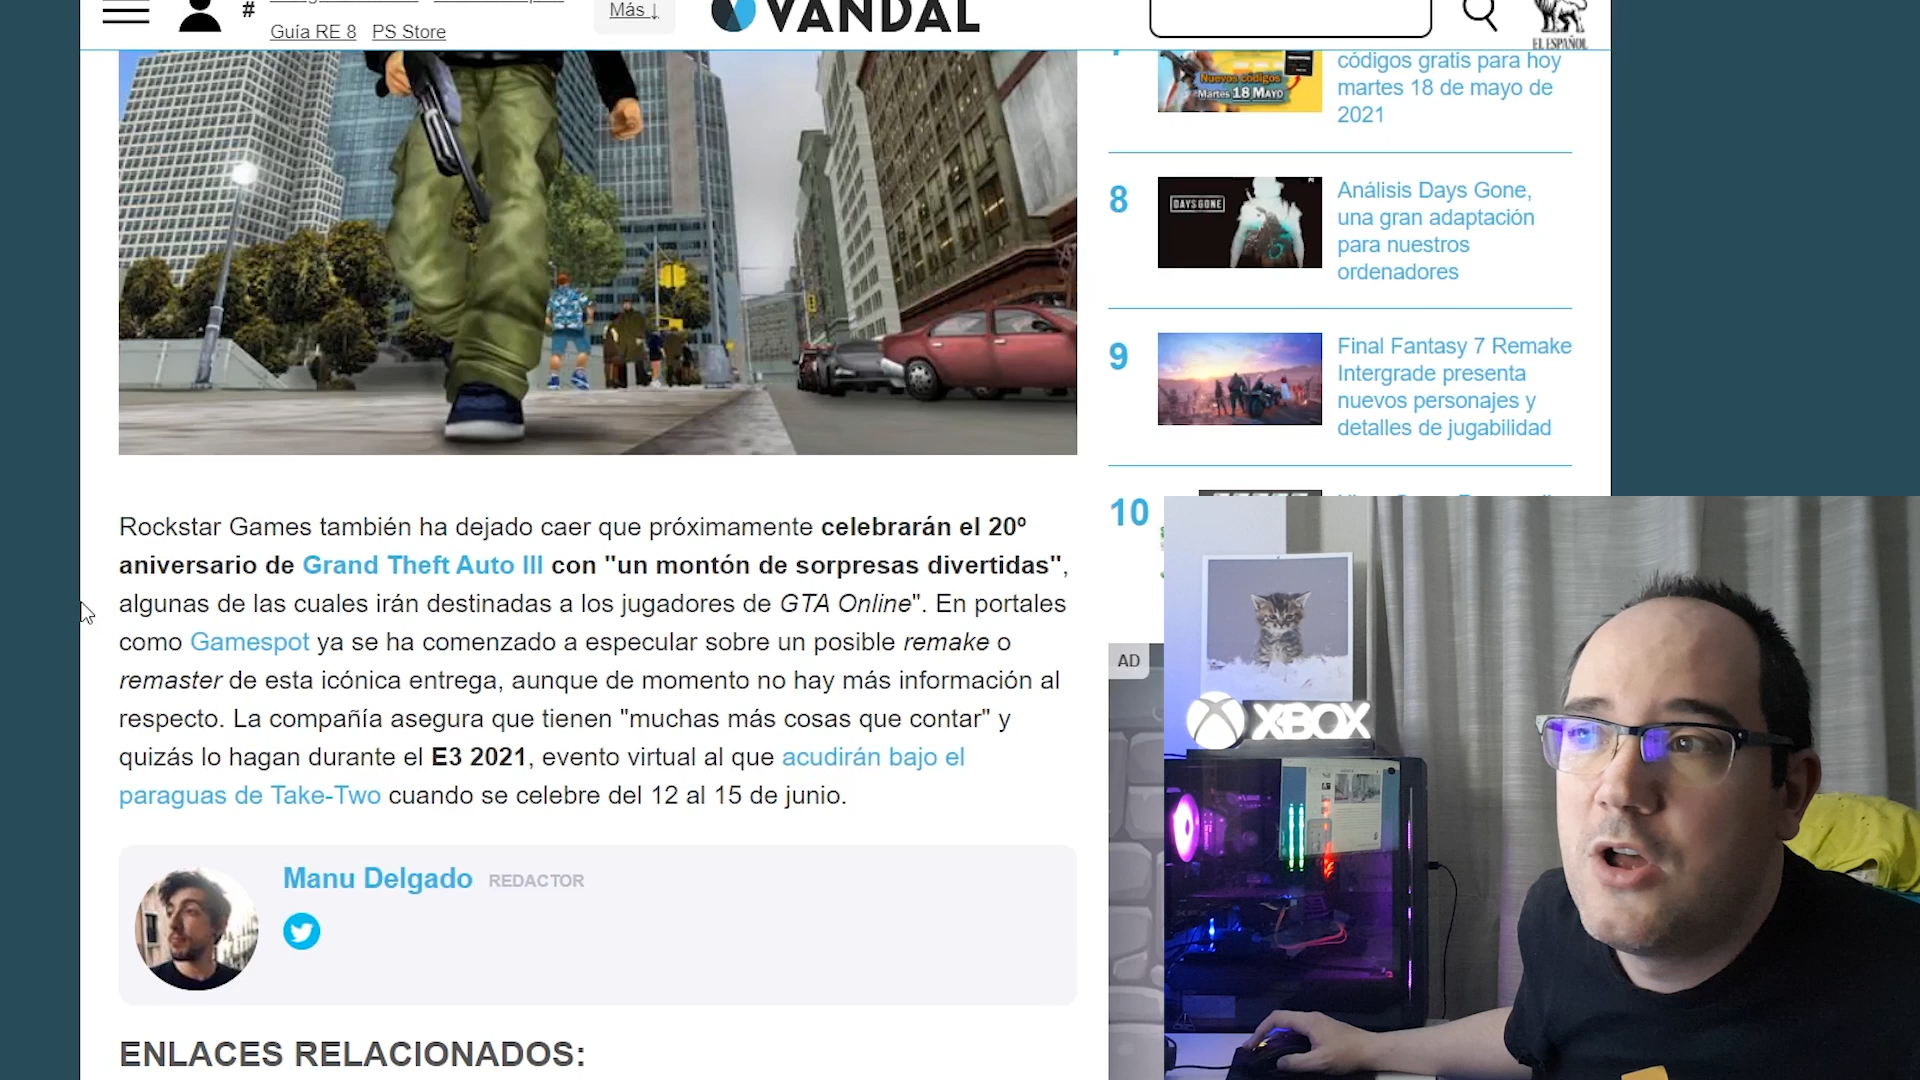 #
Guía RE 8 PS Store
Más ↓
VANDAL
EL ESPAÑOL
Nuevos códigos
Martes 18 Mayo
códigos gratis para hoy
martes 18 de mayo de
2021
8
DAYS GONE
Análisis Days Gone,
una gran adaptación
para nuestros
ordenadores
9
Final Fantasy 7 Remake
Intergrade presenta
nuevos personajes y
detalles de jugabilidad
10
Rockstar Games también ha dejado caer que próximamente celebrarán el 20º
aniversario de Grand Theft Auto III con "un montón de sorpresas divertidas",
algunas de las cuales irán destinadas a los jugadores de GTA Online". En portales
como Gamespot ya se ha comenzado a especular sobre un posible remake o
remaster de esta icónica entrega, aunque de momento no hay más información al
respecto. La compañía asegura que tienen "muchas más cosas que contar" y
quizás lo hagan durante el E3 2021, evento virtual al que acudirán bajo el
paraguas de Take-Two cuando se celebre del 12 al 15 de junio.
AD
XBOX
Manu Delgado REDACTOR
ENLACES RELACIONADOS: